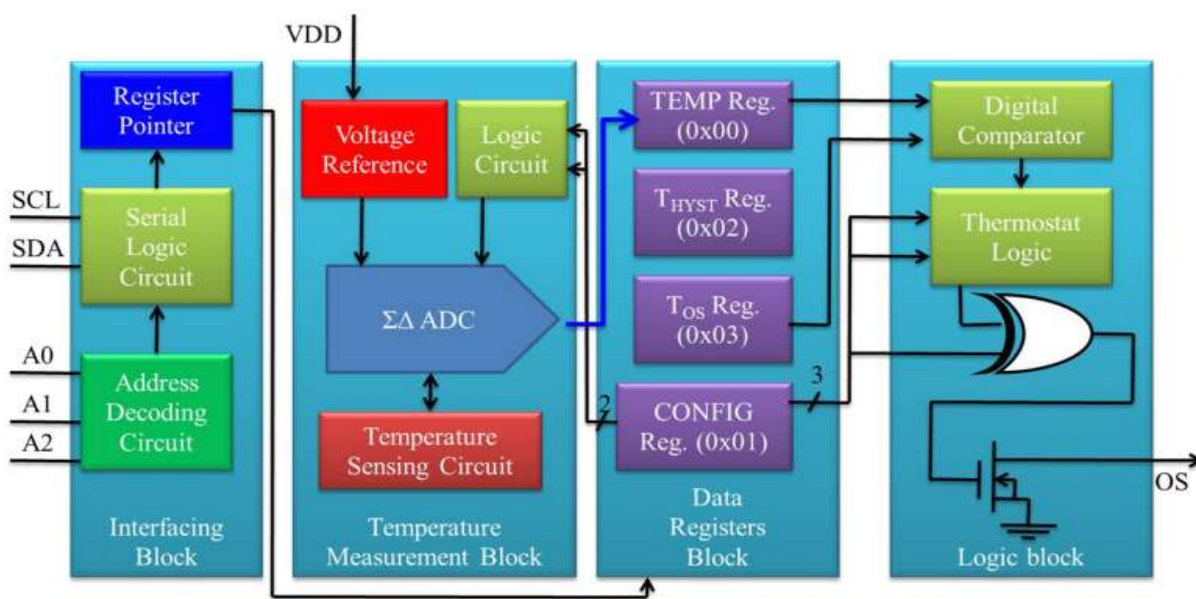 VDD
Register
Pointer
SCL
SDA
Serial
Logic
Circuit
A0
A1
A2
Address
Decoding
Circuit
Interfacing
Block
Voltage
Reference
Logic
Circuit
ΣΔ ADC
Temperature
Sensing Circuit
Temperature
Measurement Block
TEMP Reg.
(0x00)
THYST Reg.
(0x02)
TOS Reg.
(0x03)
2
3
CONFIG
Reg. (0x01)
Data
Registers
Block
Digital
Comparator
Thermostat
Logic
OS
Logic block